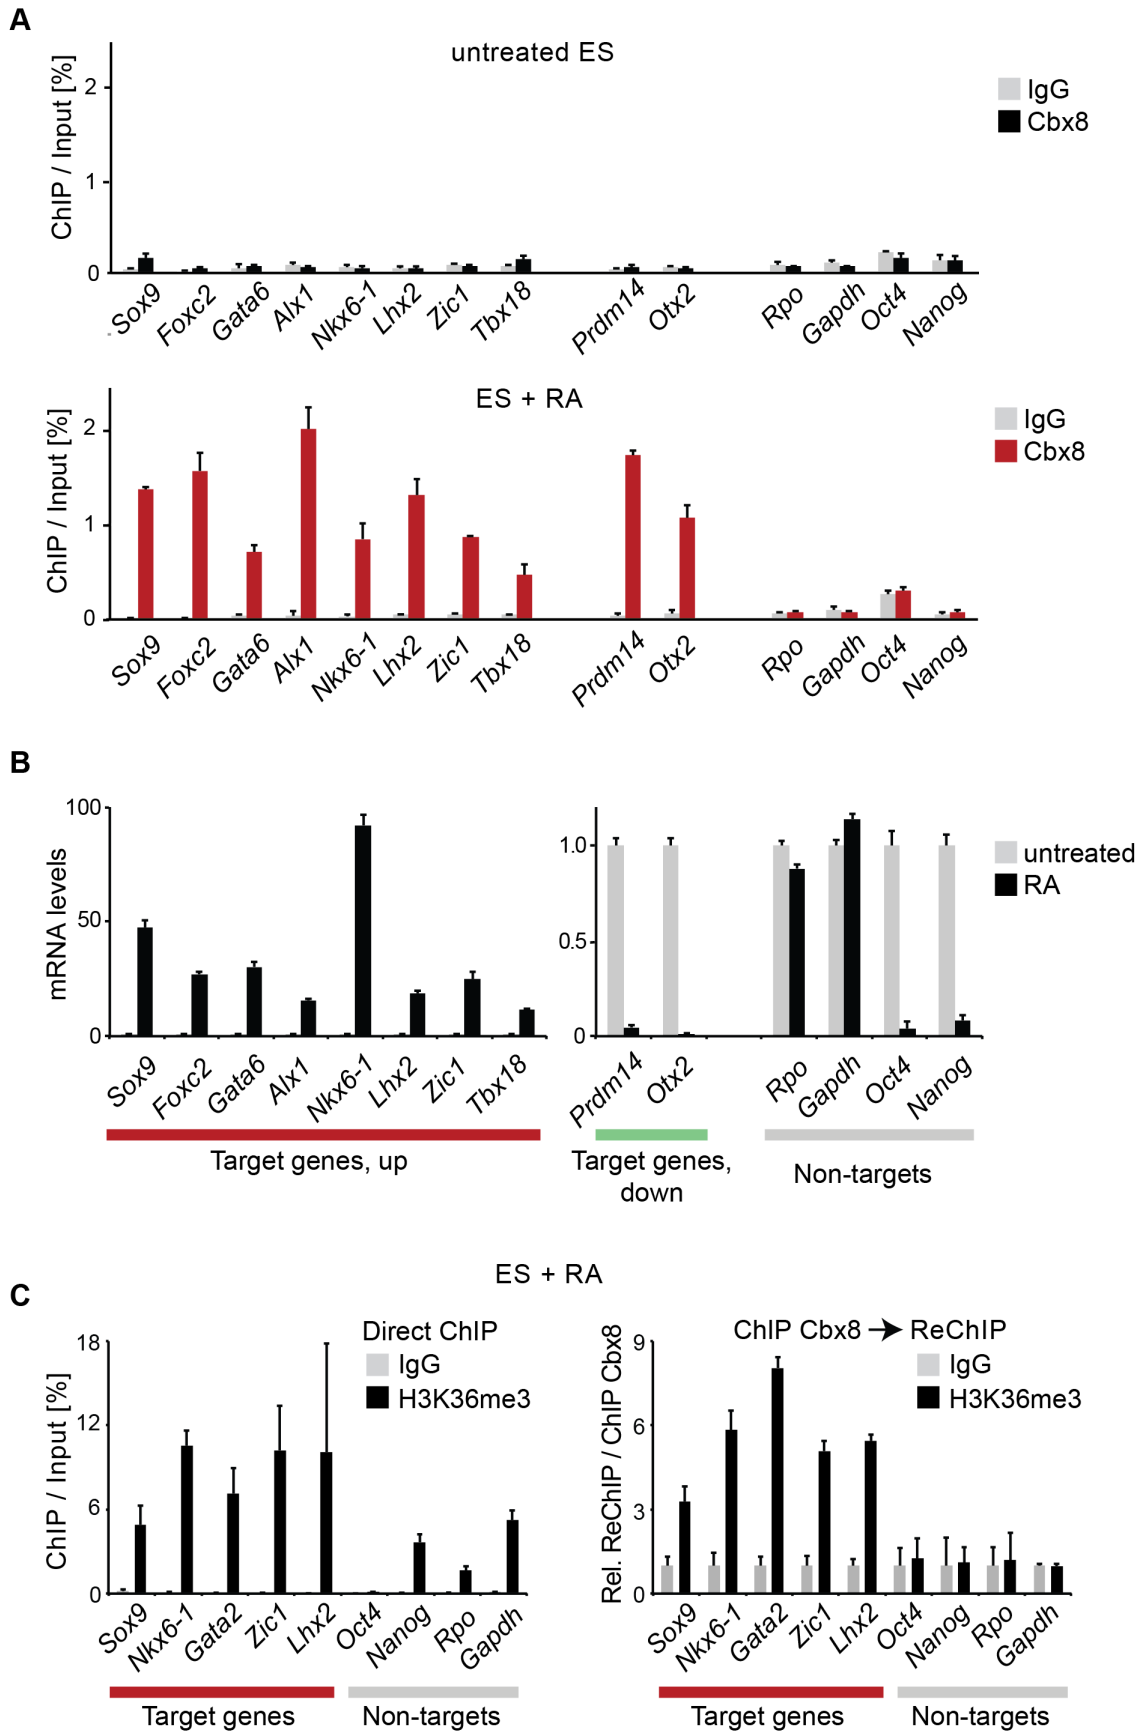 A
untreated ES
ChIP / Input [%]
2
1
0
IgG
Cbx8
Sox9 Foxc2 Gata6 Alx1 Nkx6-1 Lhx2 Zic1 Tbx18 Prdm14 Otx2 Rpo Gapdh Oct4 Nanog
ES + RA
ChIP / Input [%]
2
1
0
IgG
Cbx8
Sox9 Foxc2 Gata6 Alx1 Nkx6-1 Lhx2 Zic1 Tbx18 Prdm14 Otx2 Rpo Gapdh Oct4 Nanog
B
mRNA levels
100
50
0
1.0
0.5
0
untreated
RA
Sox9 Foxc2 Gata6 Alx1 Nkx6-1 Lhx2 Zic1 Tbx18 Prdm14 Otx2 Rpo Gapdh Oct4 Nanog
Target genes, up
Target genes,
down
Non-targets
ES + RA
C
Direct ChIP
IgG
H3K36me3
ChIP / Input [%]
18
12
6
0
Sox9 Nkx6-1 Gata2 Zic1 Lhx2 Oct4 Nanog Rpo Gapdh
Target genes Non-targets
ChIP Cbx8 → ReChIP
IgG
H3K36me3
Rel. ReChIP / ChIP Cbx8
9
6
3
0
Sox9 Nkx6-1 Gata2 Zic1 Lhx2 Oct4 Nanog Rpo Gapdh
Target genes Non-targets